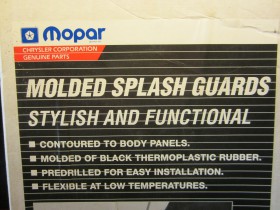 Mopar
CHRYSLER CORPORATION
GENUINE PARTS
MOLDED SPLASH GUARDS
STYLISH AND FUNCTIONAL
■ CONTOURED TO BODY PANELS.
■ MOLDED OF BLACK THERMOPLASTIC RUBBER.
■ PREDRILLED FOR EASY INSTALLATION.
■ FLEXIBLE AT LOW TEMPERATURES.